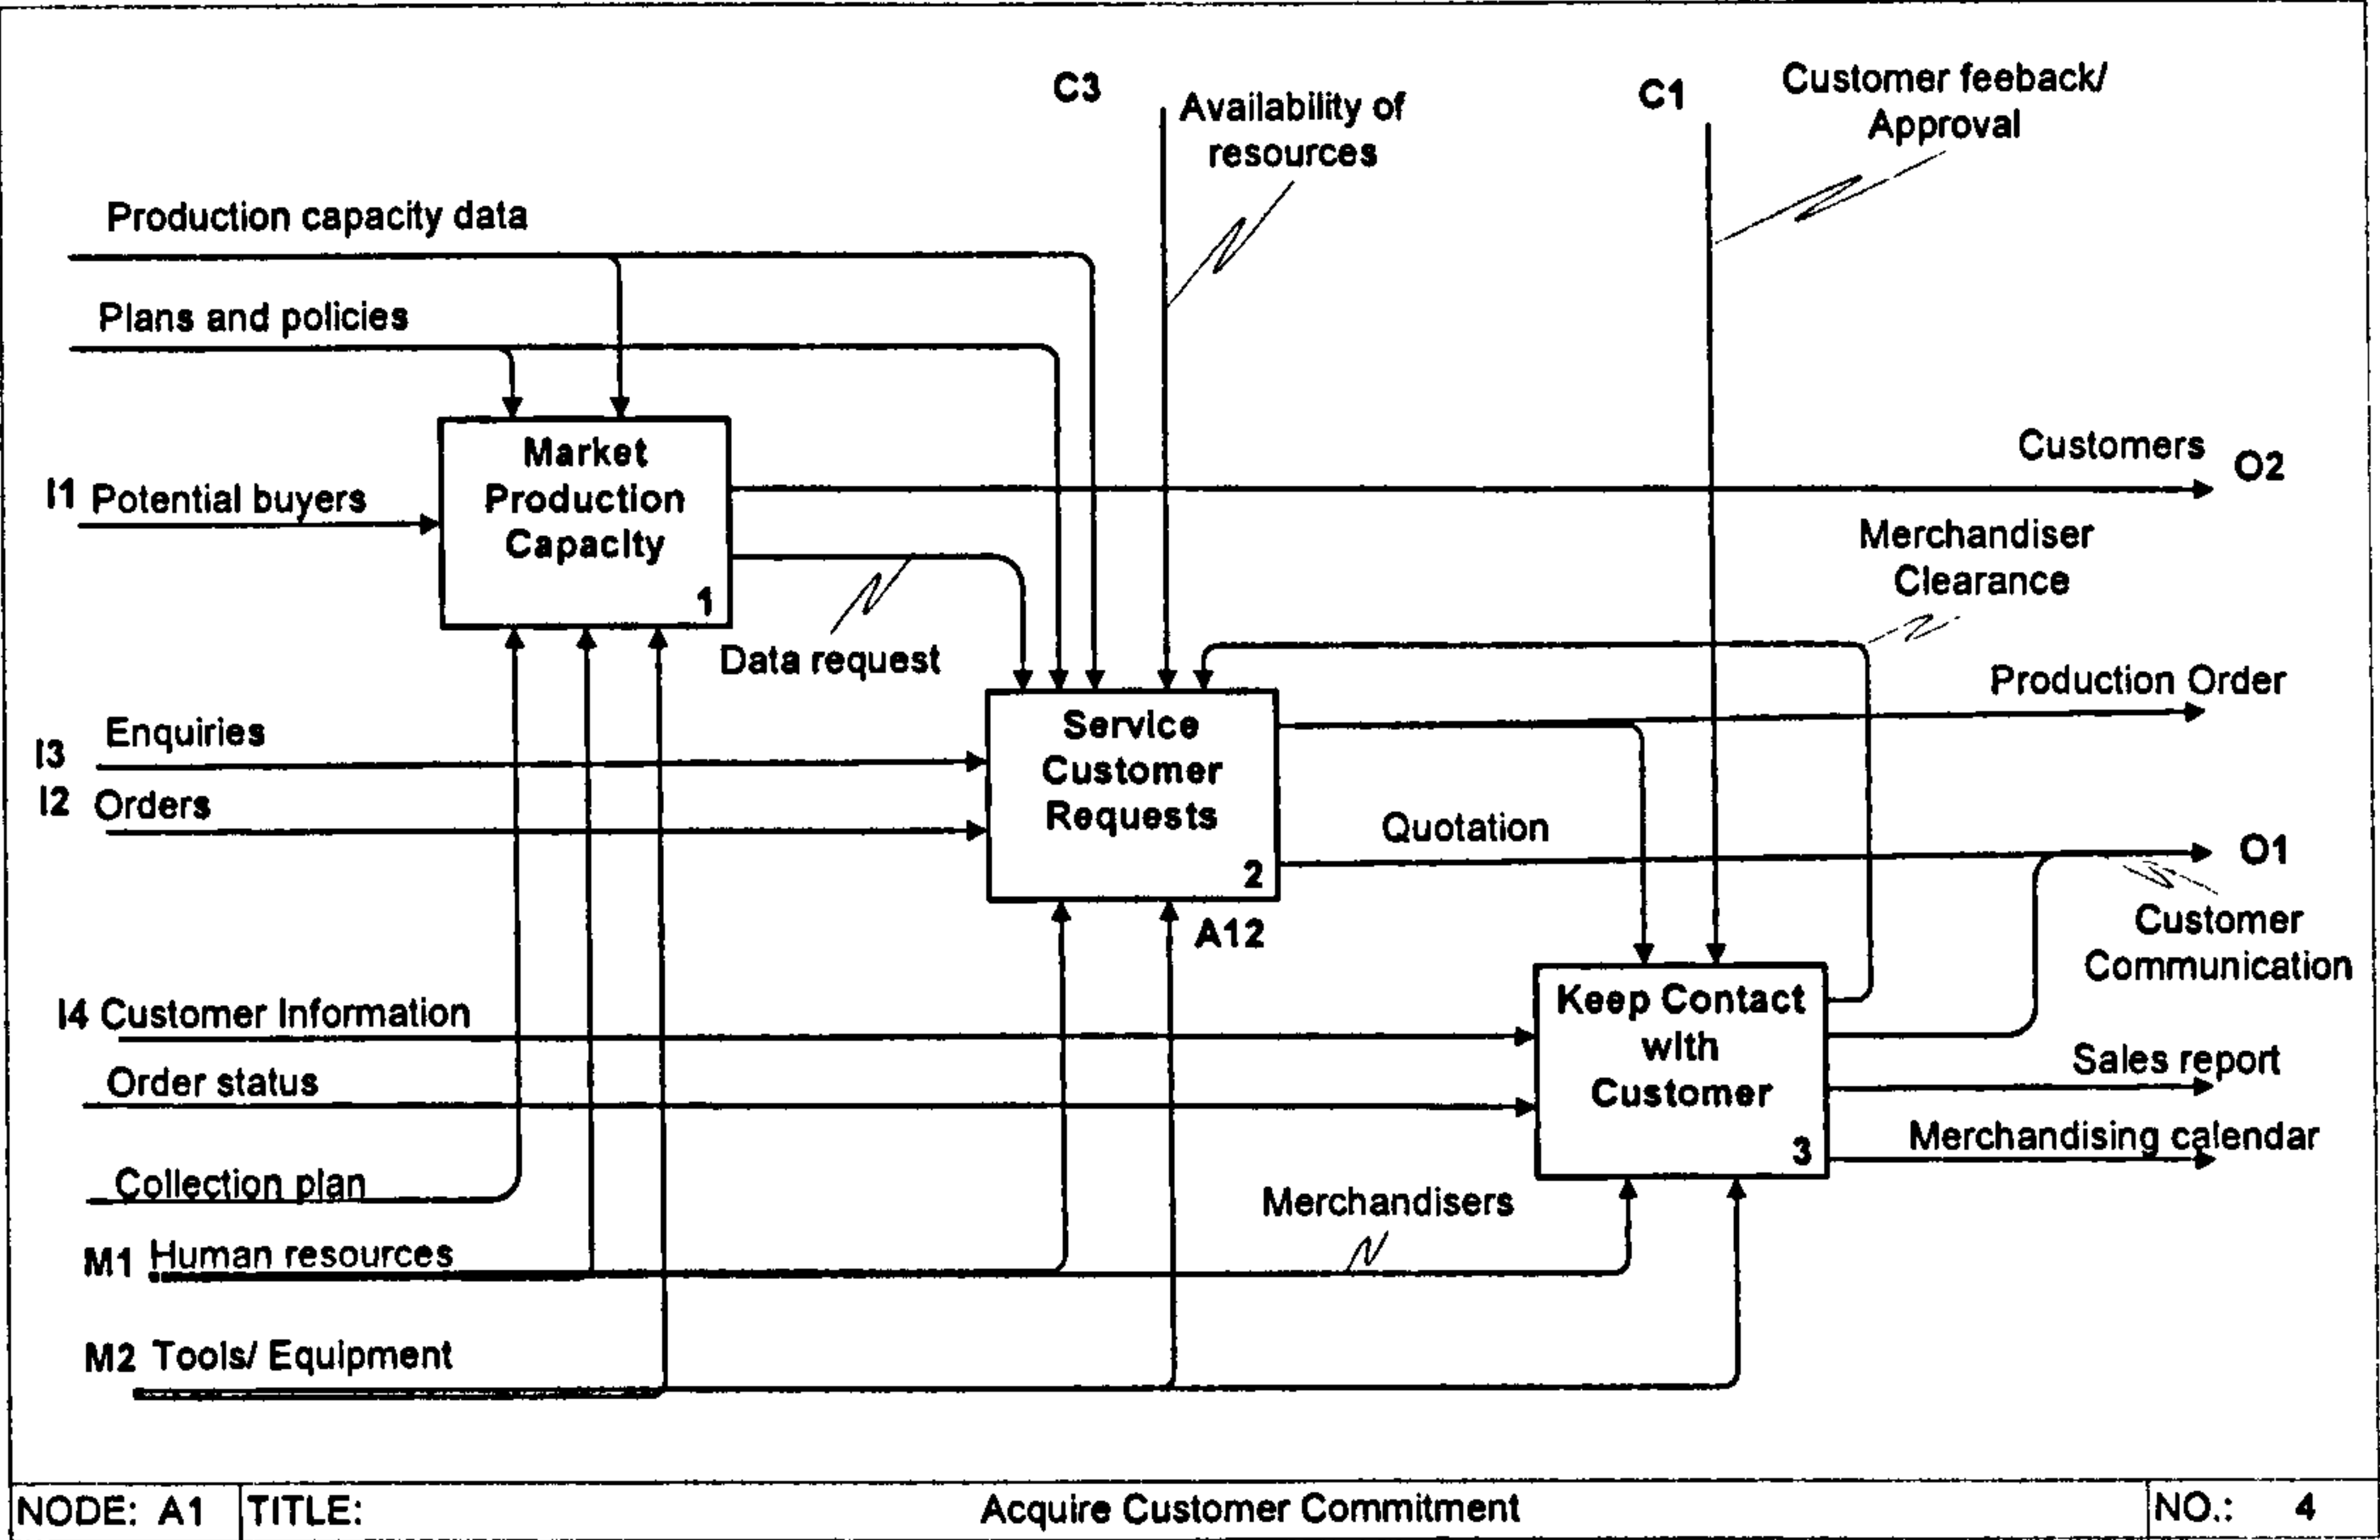 C3
Availability of
resources
C1
Customer feeback/
Approval
Production capacity data
Plans and policies
Market
Production
Capacity
1
I1 Potential buyers
Customers
O2
Merchandiser
Clearance
Data request
Production Order
Enquiries
I3
I2 Orders
Service
Customer
Requests
2
A12
Quotation
O1
Customer
Communication
I4 Customer Information
Order status
Keep Contact
with
Customer
3
Sales report
Merchandising calendar
Collection plan
Merchandisers
M1 Human resources
M2 Tools/ Equipment
NODE: A1 TITLE: Acquire Customer Commitment NO.: 4